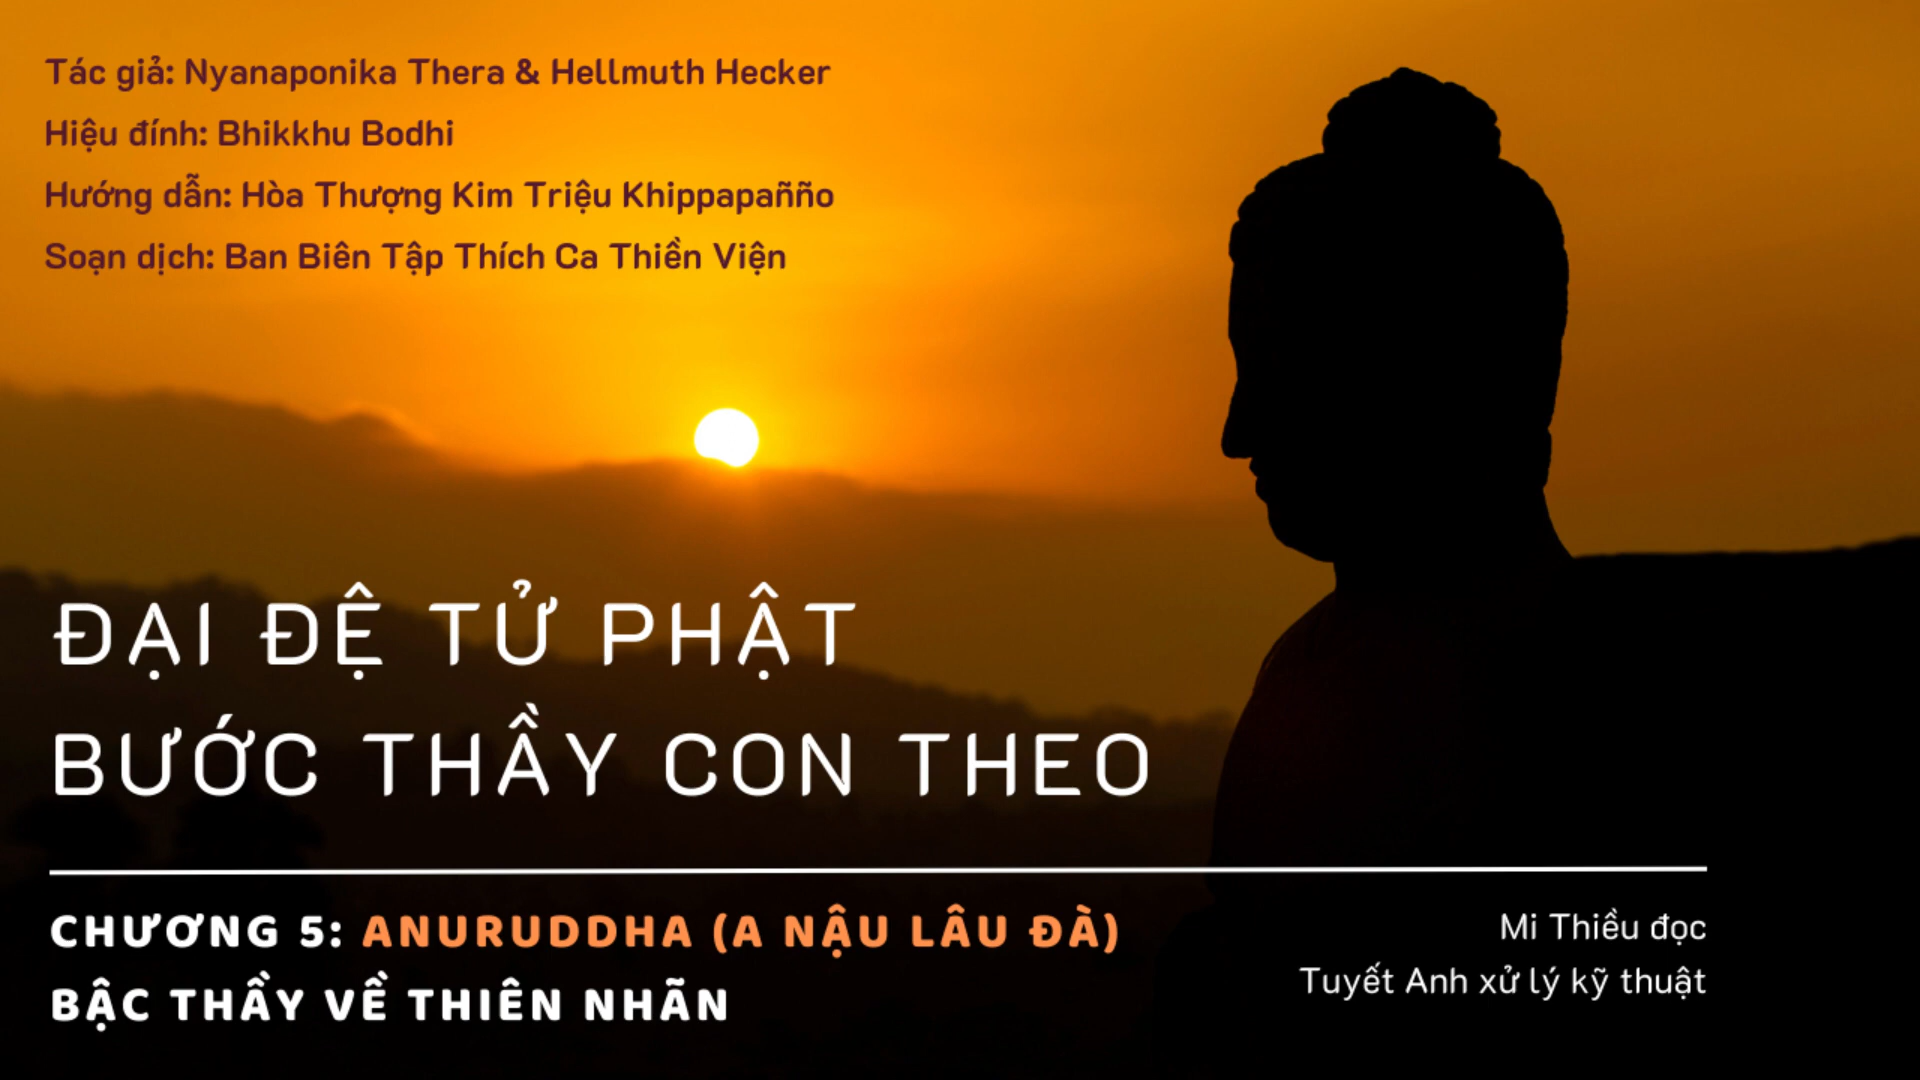 Tác giả: Nyanaponika Thera & Hellmuth Hecker
Hiệu đính: Bhikkhu Bodhi
Hướng dẫn: Hòa Thượng Kim Triệu Khippapañño
Soạn dịch: Ban Biên Tập Thích Ca Thiền Viện
ĐẠI ĐỆ TỬ PHẬT
BƯỚC THẦY CON THEO
CHƯƠNG 5: ANURUDDHA (A NẬU LÂU ĐÀ)
BẬC THẦY VỀ THIÊN NHÃN
Mi Thiều đọc
Tuyết Anh xử lý kỹ thuật